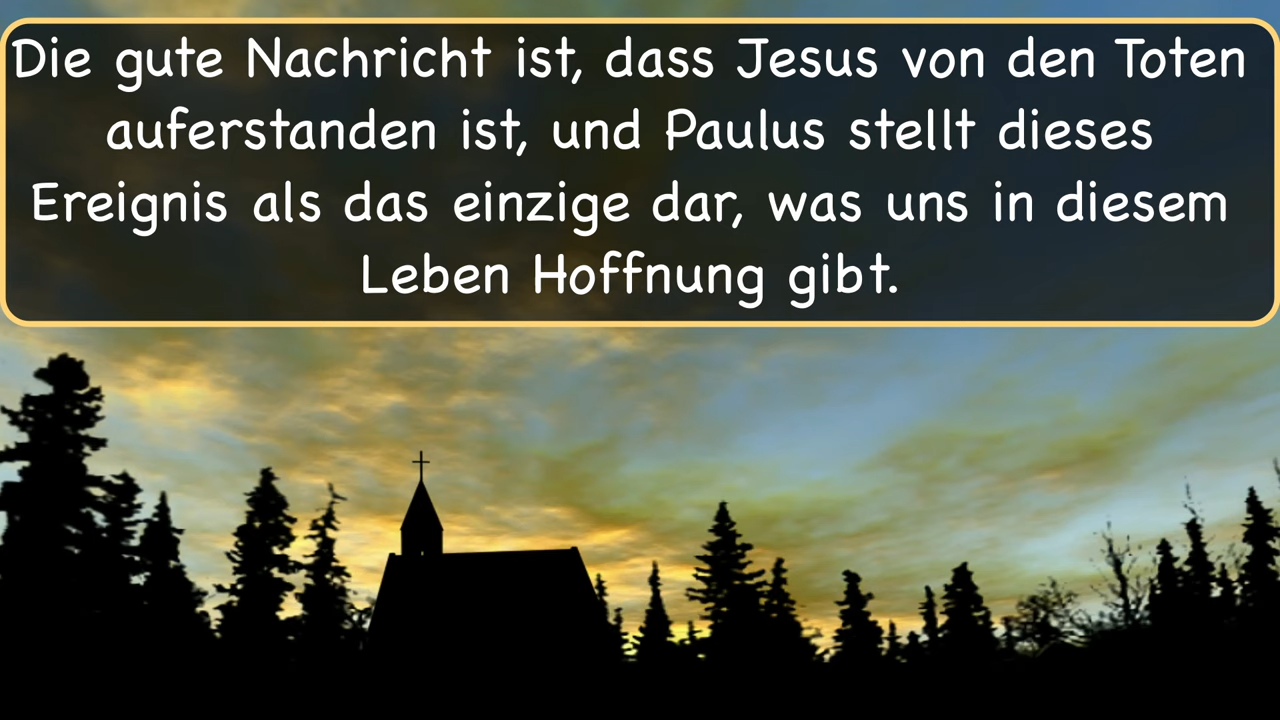 Die gute Nachricht ist, dass Jesus von den Toten
auferstanden ist, und Paulus stellt dieses
Ereignis als das einzige dar, was uns in diesem
Leben Hoffnung gibt.